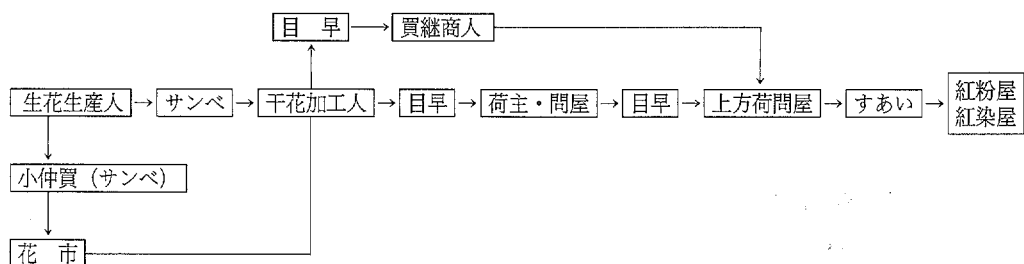 目早 買継商人
生花生産人 サンベ 干花加工人 目早 荷主・問屋 目早 上方荷問屋 すあい 紅粉屋
紅染屋
小仲買（サンベ）
花市